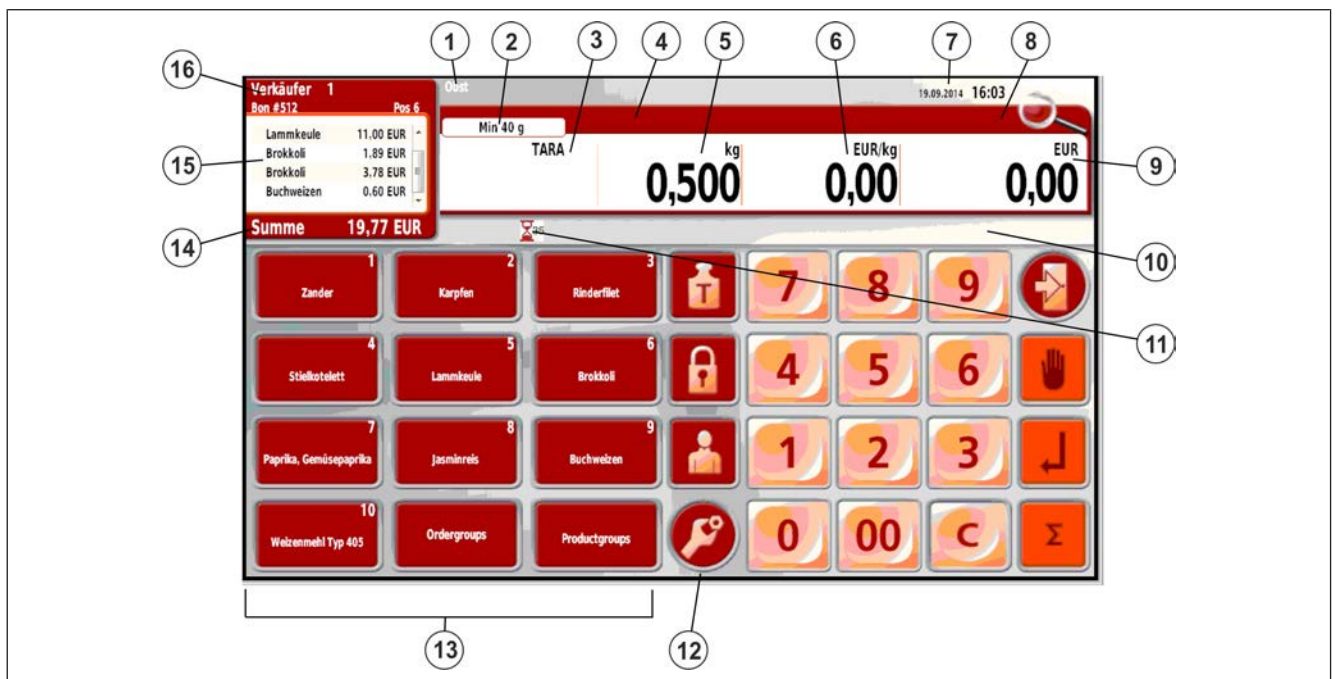 1 2 3 4 5 6 7 8
16
Verkäufer 1
Bon #512 Pos 6
Lammkeule 11.00 EUR
Brokkoli 1.89 EUR
Brokkoli 3.78 EUR
Buchweizen 0.60 EUR
Summe 19,77 EUR
15
14
Obst
19.09.2014 16:03
Min 40 g
TARA kg EUR/kg EUR
0,500 0,00 0,00
9
10
11
1 Zander
2 Karpfen
3 Rinderfilet
T
7 8 9
4 Stielkotelett
5 Lammkeule
6 Brokkoli
4 5 6
7 Paprika, Gemüsepaprika
8 Jasminreis
9 Buchweizen
1 2 3
10 Weizenmehl Typ 405
Ordergroups
Productgroups
0 00 C Σ
13
12